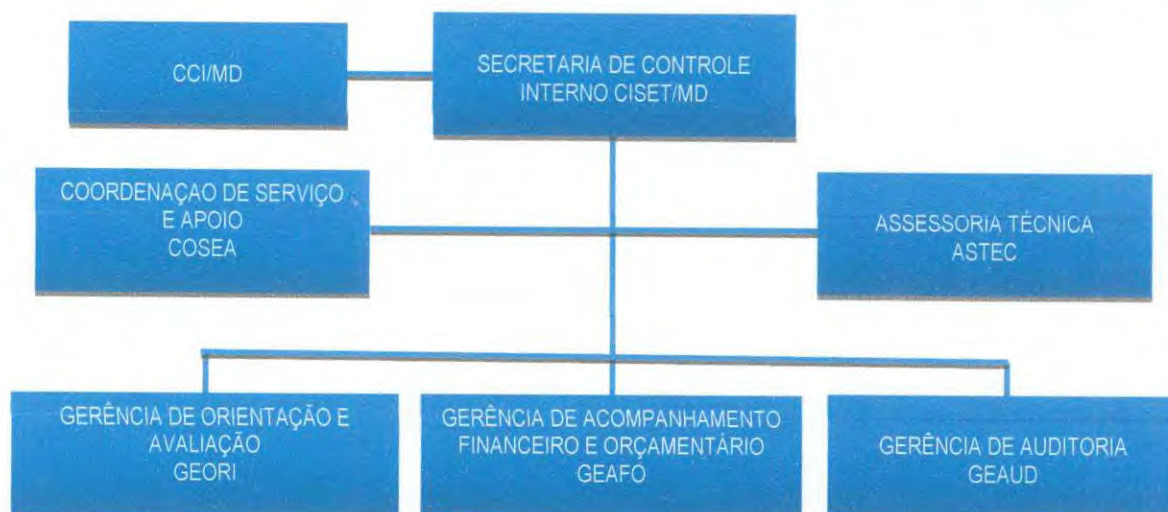 CCI/MD
SECRETARIA DE CONTROLE
INTERNO CISET/MD
COORDENAÇAO DE SERVIÇO
E APOIO
COSEA
ASSESSORIA TÉCNICA
ASTEC
GERÊNCIA DE ORIENTAÇÃO E
AVALIAÇÃO
GEORI
GERÊNCIA DE ACOMPANHAMENTO
FINANCEIRO E ORÇAMENTÁRIO
GEAFO
GERÊNCIA DE AUDITORIA
GEAUD